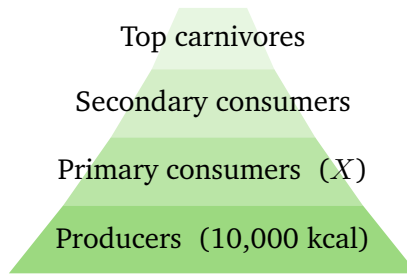 Top carnivores
Secondary consumers
Primary consumers (X)
Producers (10,000 kcal)